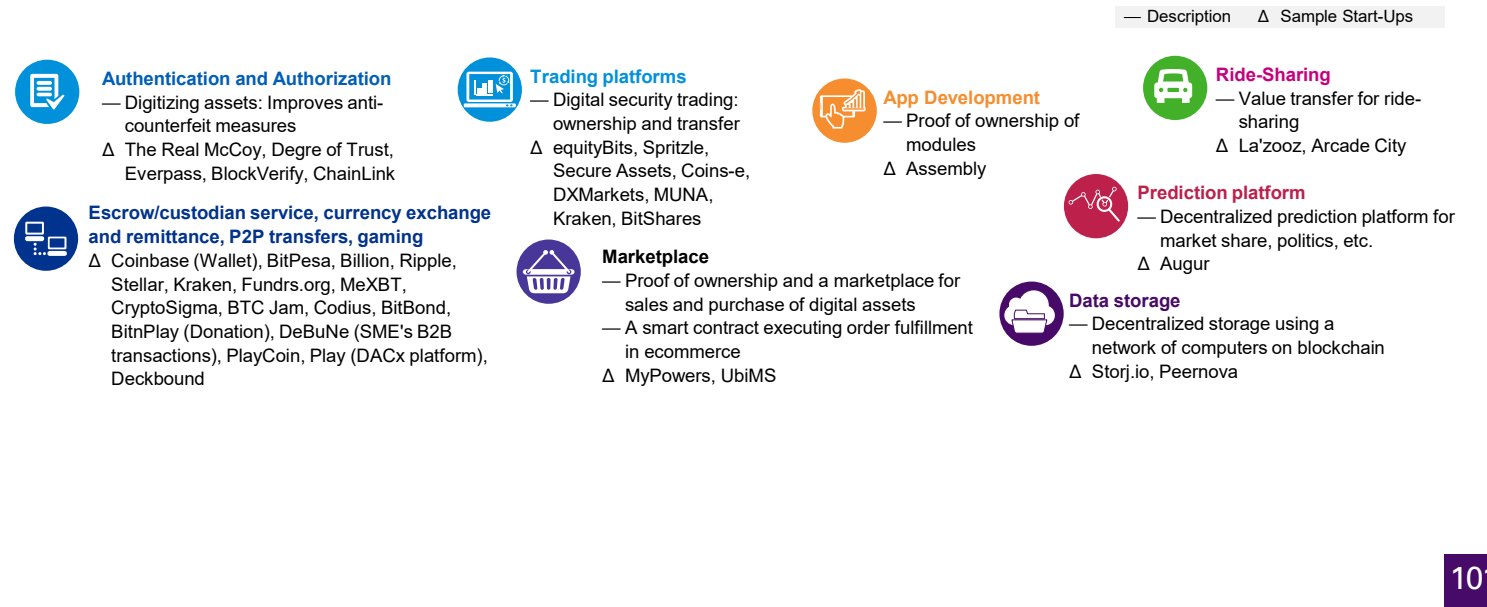 — Description Δ Sample Start-Ups
Authentication and Authorization
— Digitizing assets: Improves anti-
counterfeit measures
Δ The Real McCoy, Degre of Trust,
Everpass, BlockVerify, ChainLink
Escrow/custodian service, currency exchange
and remittance, P2P transfers, gaming
Δ Coinbase (Wallet), BitPesa, Billion, Ripple,
Stellar, Kraken, Fundrs.org, MeXBT,
CryptoSigma, BTC Jam, Codius, BitBond,
BitnPlay (Donation), DeBuNe (SME's B2B
transactions), PlayCoin, Play (DACx platform),
Deckbound
Trading platforms
— Digital security trading:
ownership and transfer
Δ equityBits, Spritzle,
Secure Assets, Coins-e,
DXMarkets, MUNA,
Kraken, BitShares
Marketplace
— Proof of ownership and a marketplace for
sales and purchase of digital assets
— A smart contract executing order fulfillment
in ecommerce
Δ MyPowers, UbiMS
App Development
— Proof of ownership of
modules
Δ Assembly
Ride-Sharing
— Value transfer for ride-
sharing
Δ La'zooz, Arcade City
Prediction platform
— Decentralized prediction platform for
market share, politics, etc.
Δ Augur
Data storage
— Decentralized storage using a
network of computers on blockchain
Δ Storj.io, Peernova